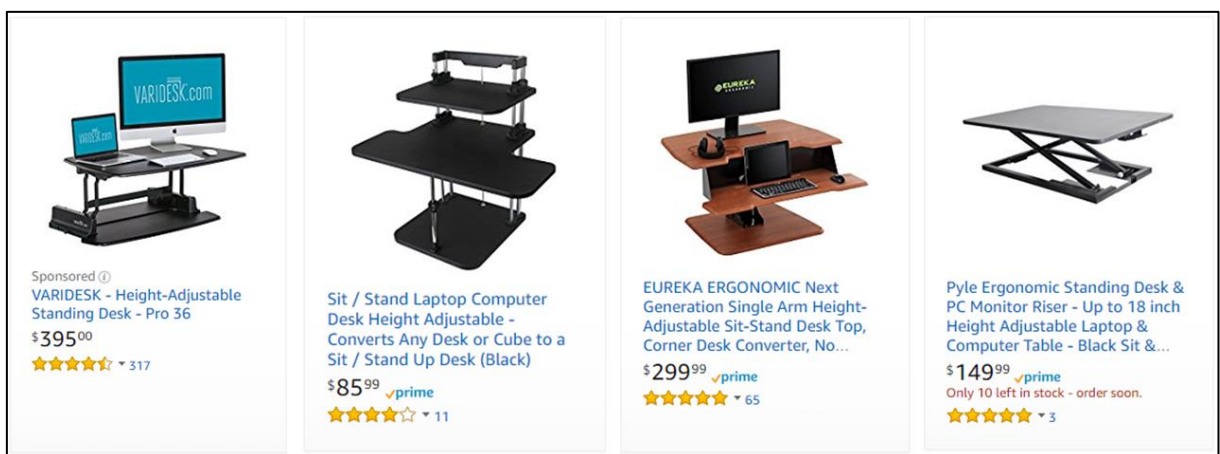 VARIDESK.com
VARIDESK.com
Sponsored
VARIDESK - Height-Adjustable
Standing Desk - Pro 36
$395 00
317
Sit / Stand Laptop Computer
Desk Height Adjustable -
Converts Any Desk or Cube to a
Sit / Stand Up Desk (Black)
$85 99 prime
11
EUREKA
ERGONOMIC
EUREKA ERGONOMIC Next
Generation Single Arm Height-
Adjustable Sit-Stand Desk Top,
Corner Desk Converter, No...
$299 99 prime
65
Pyle Ergonomic Standing Desk &
PC Monitor Riser - Up to 18 inch
Height Adjustable Laptop &
Computer Table - Black Sit &...
$149 99 prime
Only 10 left in stock - order soon.
3